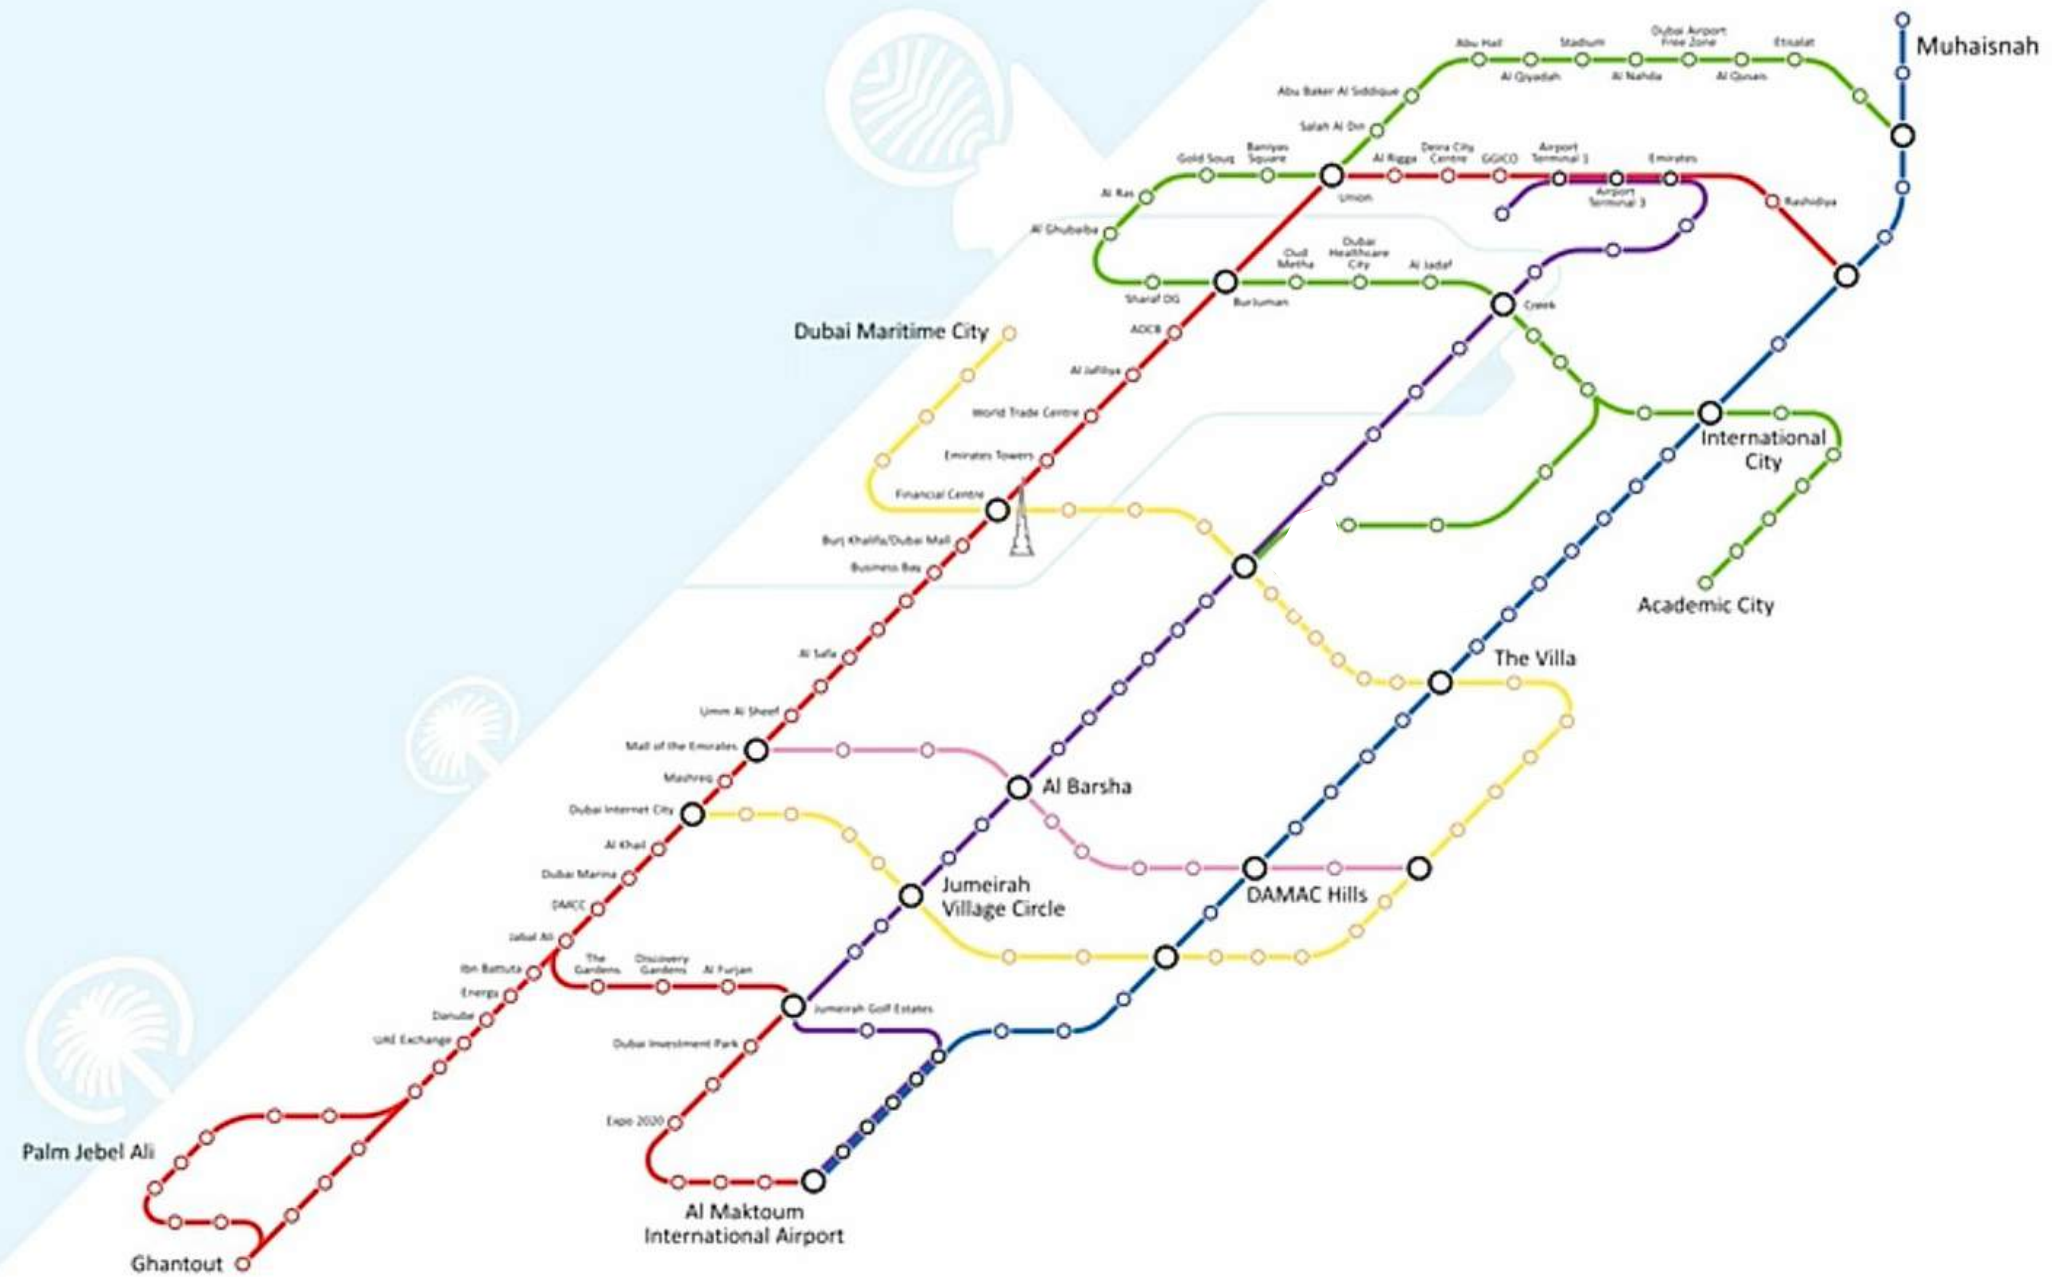 Muhaisnah
Abu Hail
Stadium
Dubai Airport
Free Zone
Etisalat
Al Qiyadah
Al Nahda
Al Qusais
Abu Baker Al Siddique
Salah Al Din
Gold Souq
Baniyas
Square
Al Rigga
Deira City
Centre
GGICO
Airport
Terminal 1
Emirates
Airport
Terminal 3
Union
Rashidiya
Al Ras
Al Ghubaiba
Oud
Metha
Dubai
Healthcare
City
Al Jadaf
Sharaf DG
BurJuman
Creek
Dubai Maritime City
ADCB
Al Jafiliya
World Trade Centre
Emirates Towers
International
City
Financial Centre
Burj Khalifa/Dubai Mall
Business Bay
Academic City
Al Safa
The Villa
Umm Al Sheef
Mall of the Emirates
Mashreq
Al Barsha
Dubai Internet City
Al Khail
Dubai Marina
DMCC
Jumeirah
Village Circle
DAMAC Hills
Jabal Ali
Ibn Battuta
The
Gardens
Discovery
Gardens
Al Furjan
Energy
Danube
Jumeirah Golf Estates
UAE Exchange
Dubai Investment Park
Expo 2020
Palm Jebel Ali
Al Maktoum
International Airport
Ghantout